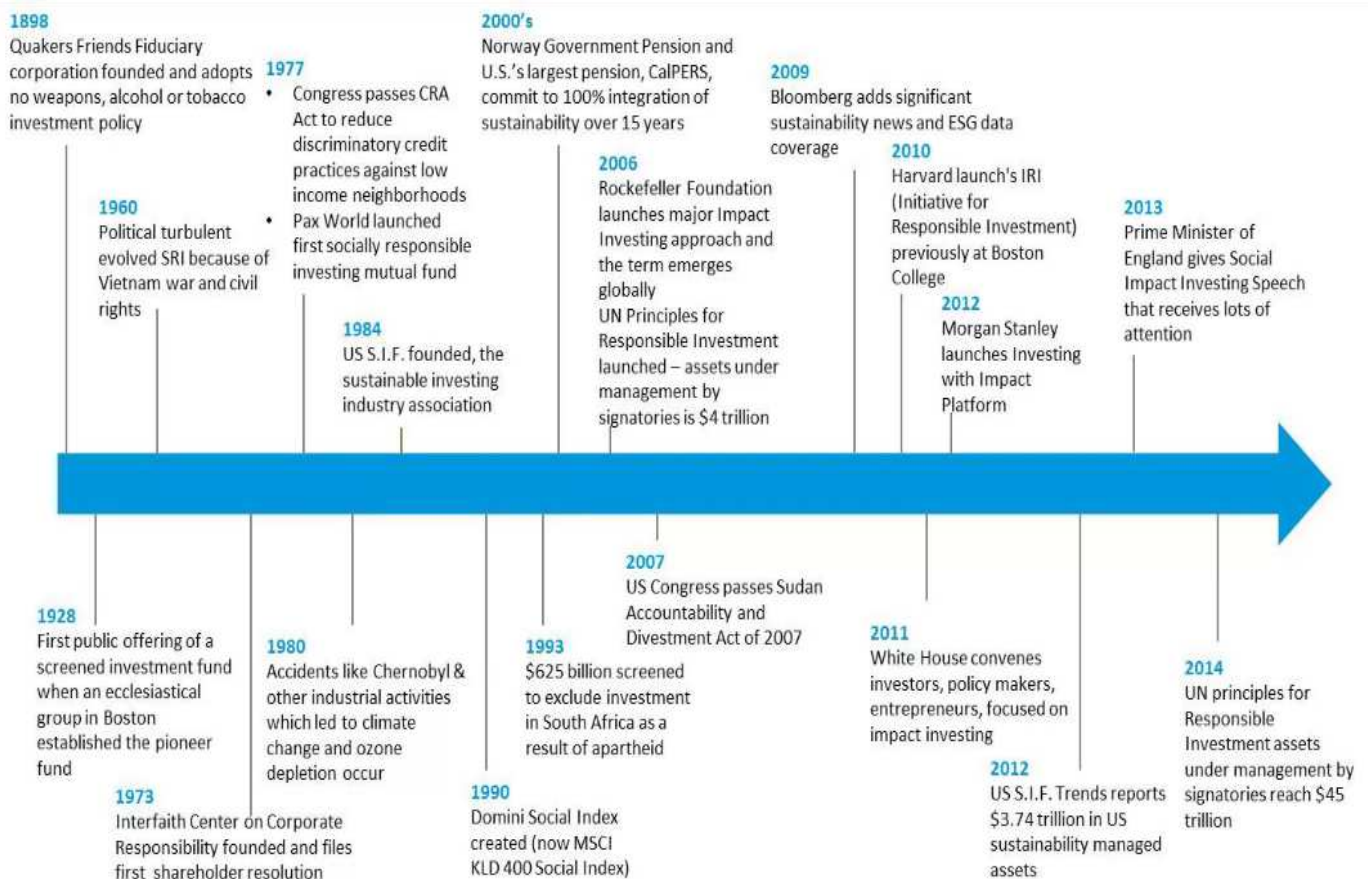 1898
Quakers Friends Fiduciary
corporation founded and adopts
no weapons, alcohol or tobacco
investment policy
1960
Political turbulent
evolved SRI because of
Vietnam war and civil
rights
1977
• Congress passes CRA
Act to reduce
discriminatory credit
practices against low
income neighborhoods
• Pax World launched
first socially responsible
investing mutual fund
1984
US S.I.F. founded, the
sustainable investing
industry association
2000's
Norway Government Pension and
U.S.'s largest pension, CalPERS,
commit to 100% integration of
sustainability over 15 years
2006
Rockefeller Foundation
launches major Impact
Investing approach and
the term emerges
globally
UN Principles for
Responsible Investment
launched – assets under
management by
signatories is $4 trillion
2009
Bloomberg adds significant
sustainability news and ESG data
coverage
2010
Harvard launch's IRI
(Initiative for
Responsible Investment)
previously at Boston
College
2012
Morgan Stanley
launches Investing
with Impact
Platform
2013
Prime Minister of
England gives Social
Impact Investing Speech
that receives lots of
attention
1928
First public offering of a
screened investment fund
when an ecclesiastical
group in Boston
established the pioneer
fund
1973
Interfaith Center on Corporate
Responsibility founded and files
first shareholder resolution
1980
Accidents like Chernobyl &
other industrial activities
which led to climate
change and ozone
depletion occur
1990
Domini Social Index
created (now MSCI
KLD 400 Social Index)
1993
$625 billion screened
to exclude investment
in South Africa as a
result of apartheid
2007
US Congress passes Sudan
Accountability and
Divestment Act of 2007
2011
White House convenes
investors, policy makers,
entrepreneurs, focused on
impact investing
2012
US S.I.F. Trends reports
$3.74 trillion in US
sustainability managed
assets
2014
UN principles for
Responsible
Investment assets
under management by
signatories reach $45
trillion